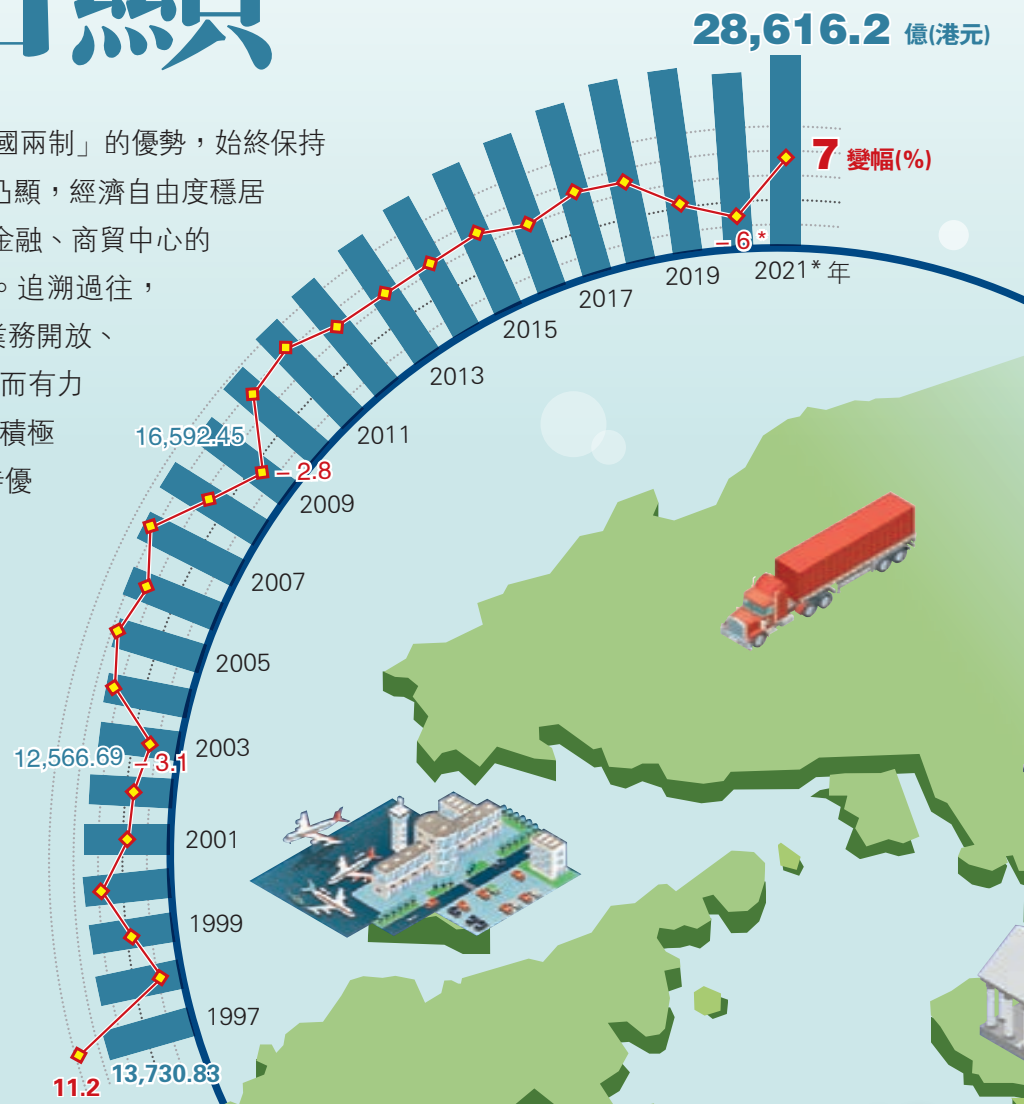 顯
28,616.2 億(港元)
國兩制」的優勢，始終保持
凸顯，經濟自由度穩居
金融、商貿中心的
。追溯過往，
業務開放、
而有力
積極
優
7 變幅(%)
－6*
2021*年
2019
2017
2015
2013
2011
16,592.45
－2.8
2009
2007
2005
2003
12,566.69
－3.1
2001
1999
1997
13,730.83
11.2